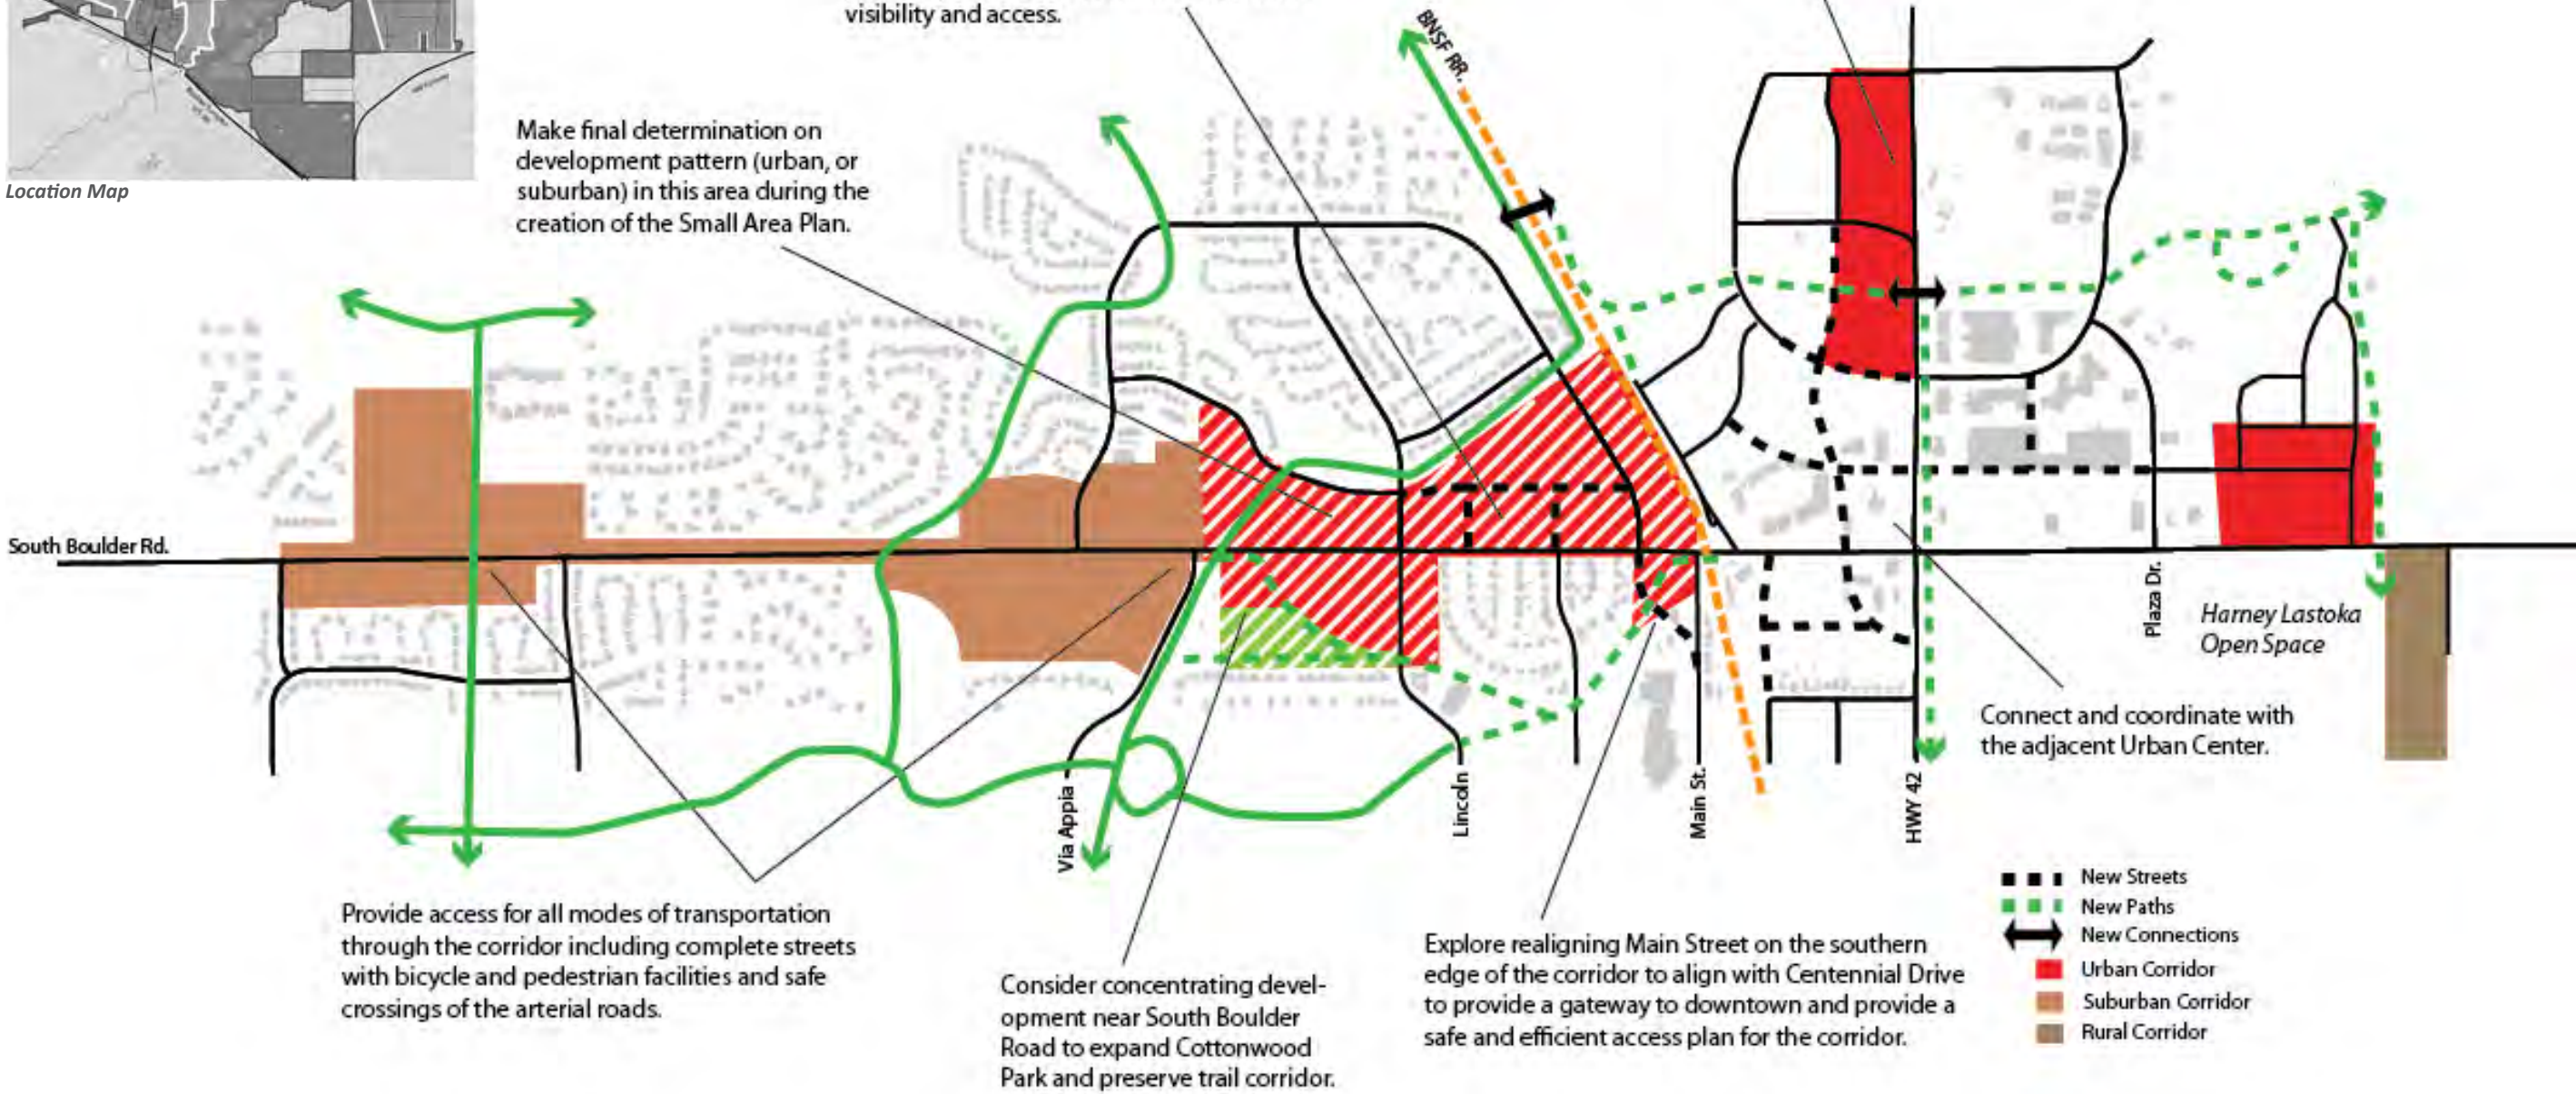 visibility and access.
BNSF RR.
Make final determination on
development pattern (urban, or
suburban) in this area during the
creation of the Small Area Plan.
Location Map
South Boulder Rd.
Plaza Dr.
Harney Lastoka
Open Space
Connect and coordinate with
the adjacent Urban Center.
Via Appia
Lincoln
Main St.
HWY 42
Provide access for all modes of transportation
through the corridor including complete streets
with bicycle and pedestrian facilities and safe
crossings of the arterial roads.
Consider concentrating devel-
opment near South Boulder
Road to expand Cottonwood
Park and preserve trail corridor.
Explore realigning Main Street on the southern
edge of the corridor to align with Centennial Drive
to provide a gateway to downtown and provide a
safe and efficient access plan for the corridor.
New Streets
New Paths
New Connections
Urban Corridor
Suburban Corridor
Rural Corridor